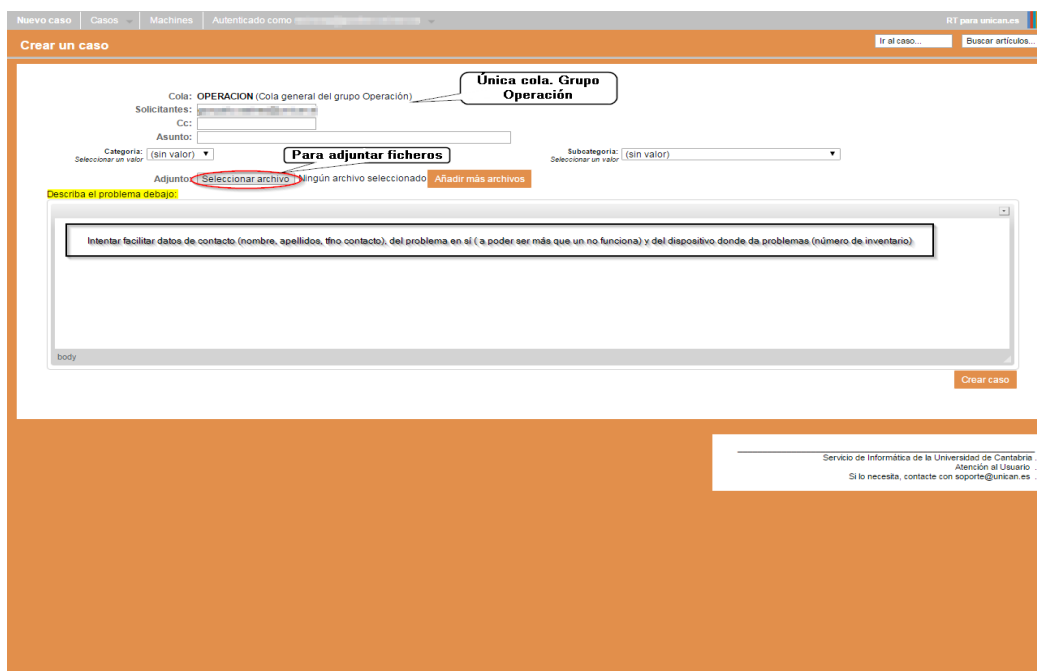 Nuevo caso Casos Machines Autenticado como RT para unican.es
Crear un caso Ir al caso... Buscar artículos...
Única cola. Grupo
Operación
Cola: OPERACION (Cola general del grupo Operación)
Solicitantes:
Cc:
Asunto:
Categoria: (sin valor)
Seleccionar un valor
Para adjuntar ficheros
Subcategoria: (sin valor)
Seleccionar un valor
Adjunto: Seleccionar archivo Ningún archivo seleccionado Añadir más archivos
Describa el problema debajo:
Intentar facilitar datos de contacto (nombre, apellidos, tfno contacto), del problema en sí ( a poder ser más que un no funciona) y del dispositivo donde da problemas (número de inventario)
body
Crear caso
Servicio de Informática de la Universidad de Cantabria .
Atención al Usuario .
Si lo necesita, contacte con soporte@unican.es .